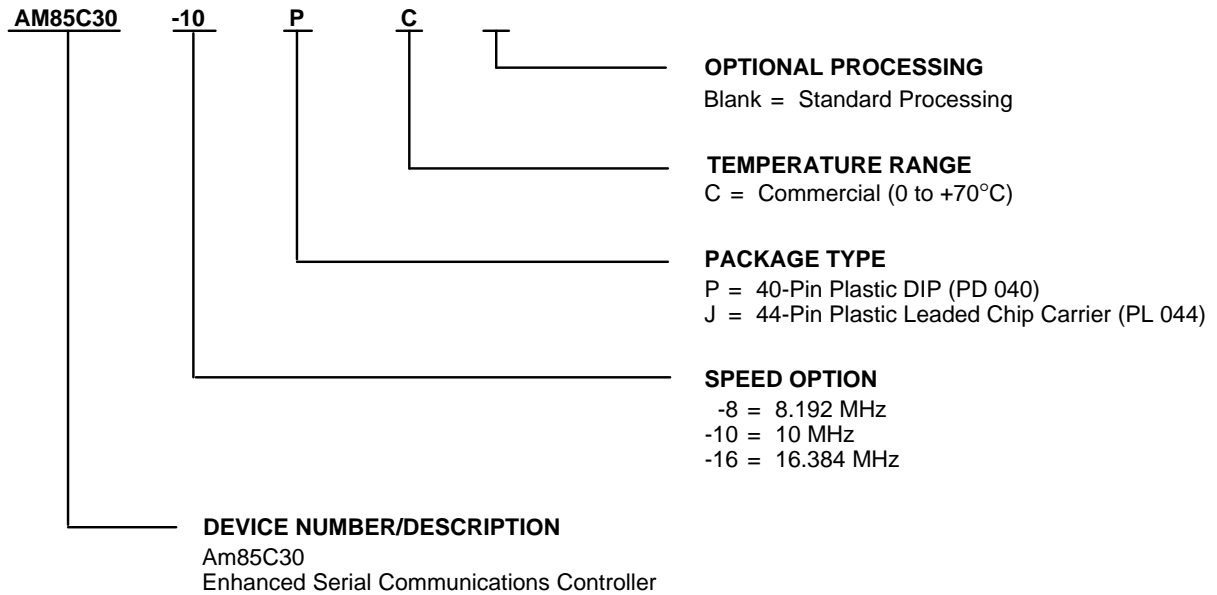 AM85C30 -10 P C
OPTIONAL PROCESSING
Blank = Standard Processing
TEMPERATURE RANGE
C = Commercial (0 to +70°C)
PACKAGE TYPE
P = 40-Pin Plastic DIP (PD 040)
J = 44-Pin Plastic Leaded Chip Carrier (PL 044)
SPEED OPTION
-8 = 8.192 MHz
-10 = 10 MHz
-16 = 16.384 MHz
DEVICE NUMBER/DESCRIPTION
Am85C30
Enhanced Serial Communications Controller